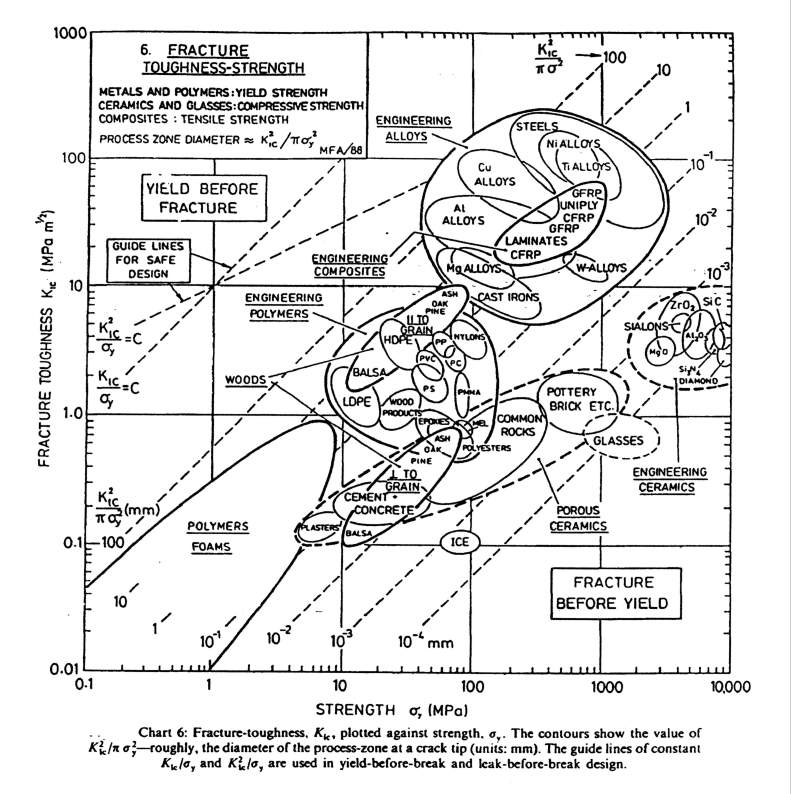 1000
6. FRACTURE
TOUGHNESS-STRENGTH
METALS AND POLYMERS: YIELD STRENGTH
CERAMICS AND GLASSES: COMPRESSIVE STRENGTH
COMPOSITES : TENSILE STRENGTH
PROCESS ZONE DIAMETER ≈ K²IC/πσy²
MFA/88
K²IC/πσ² → 100
10
1
10⁻¹
10⁻²
10⁻³
ENGINEERING
ALLOYS
STEELS
Ni ALLOYS
Ti ALLOYS
Cu
ALLOYS
100
YIELD BEFORE
FRACTURE
GFRP
UNIPLY
CFRP
GFRP
LAMINATES
CFRP
Al
ALLOYS
GUIDE LINES
FOR SAFE
DESIGN
ENGINEERING
COMPOSITES
Mg ALLOYS
W-ALLOYS
CAST IRONS
10
ENGINEERING
POLYMERS
ASH
OAK
PINE
|| TO
GRAIN
HDPE
PP
NYLONS
PVC
PC
BALSA
PS
PMMA
LDPE
WOOD
PRODUCTS
WOODS
K²IC/σy = C
KIC/σy = C
ZrO₂
SiC
SIALONS
Al₂O₃
MgO
Si₃N₄
DIAMOND
1.0
EPOXIES
MEL
POLYESTERS
ASH
OAK
PINE
⊥ TO
GRAIN
COMMON
ROCKS
POTTERY
BRICK ETC.
GLASSES
ENGINEERING
CERAMICS
POROUS
CERAMICS
CEMENT +
CONCRETE
PLASTERS
BALSA
ICE
K²IC/πσy² (mm)
100
POLYMERS
FOAMS
0.1
10
1
10⁻¹
10⁻²
10⁻³
10⁻⁴ mm
FRACTURE
BEFORE YIELD
0.01
0.1
1
10
100
1000
10,000
FRACTURE TOUGHNESS KIC (MPa m^1/2)
STRENGTH σy (MPa)
Chart 6: Fracture-toughness, KIc, plotted against strength, σy. The contours show the value of
K²Ic/π σy²—roughly, the diameter of the process-zone at a crack tip (units: mm). The guide lines of constant
KIc/σy and K²Ic/σy are used in yield-before-break and leak-before-break design.